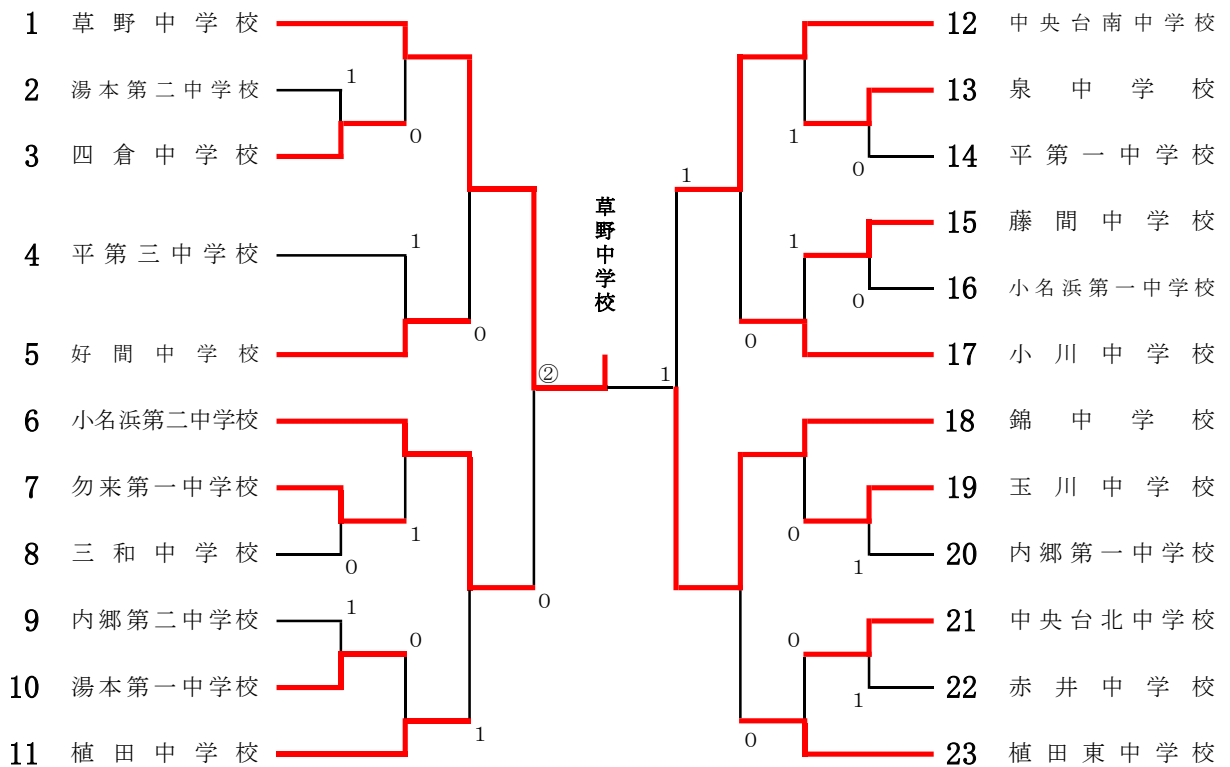 1 草野中学校
2 湯本第二中学校
3 四倉中学校
4 平第三中学校
5 好間中学校
6 小名浜第二中学校
7 勿来第一中学校
8 三和中学校
9 内郷第二中学校
10 湯本第一中学校
11 植田中学校
1
0
1
0
1
0
1
0
1
0
②
草野中学校
1
1
1
0
1
0
0
0
1
0
1
0
12 中央台南中学校
13 泉中学校
14 平第一中学校
15 藤間中学校
16 小名浜第一中学校
17 小川中学校
18 錦中学校
19 玉川中学校
20 内郷第一中学校
21 中央台北中学校
22 赤井中学校
23 植田東中学校